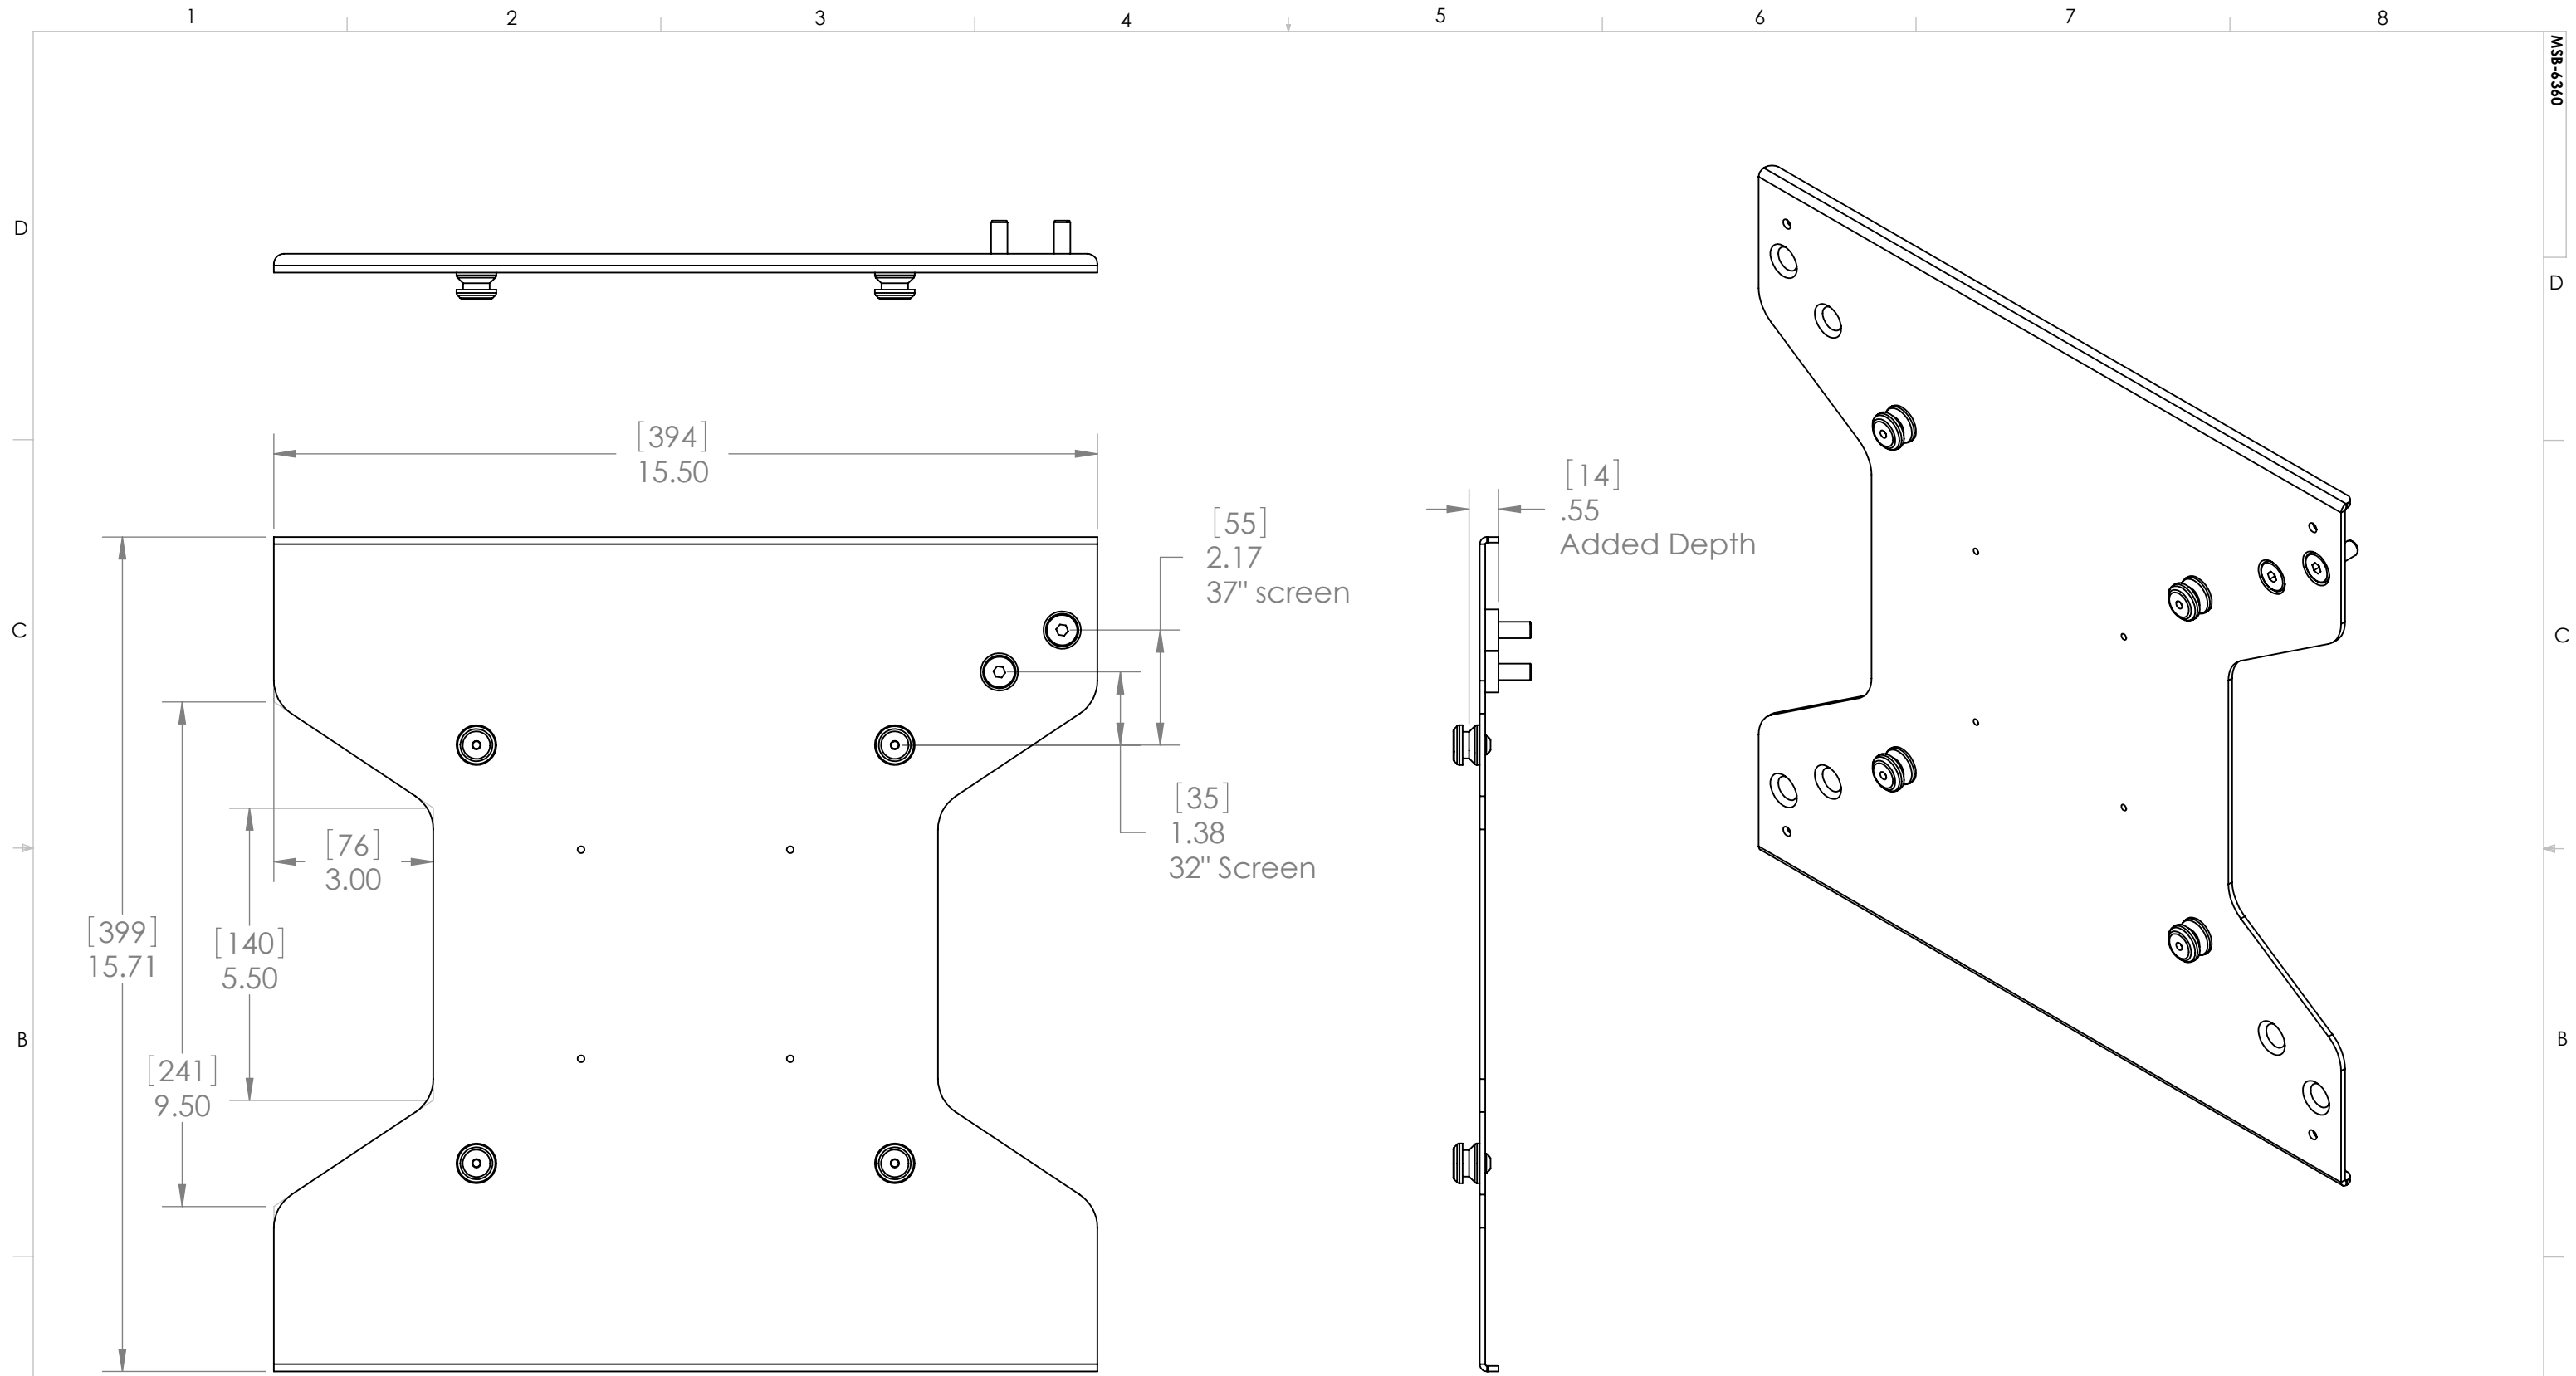 1 2 3 4 5 6 7 8
MSB-6360
D D
[394]
15.50
[14]
.55
Added Depth
[55]
2.17
37" screen
C C
[35]
1.38
32" Screen
[76]
3.00
[399]
15.71
[140]
5.50
B B
[241]
9.50